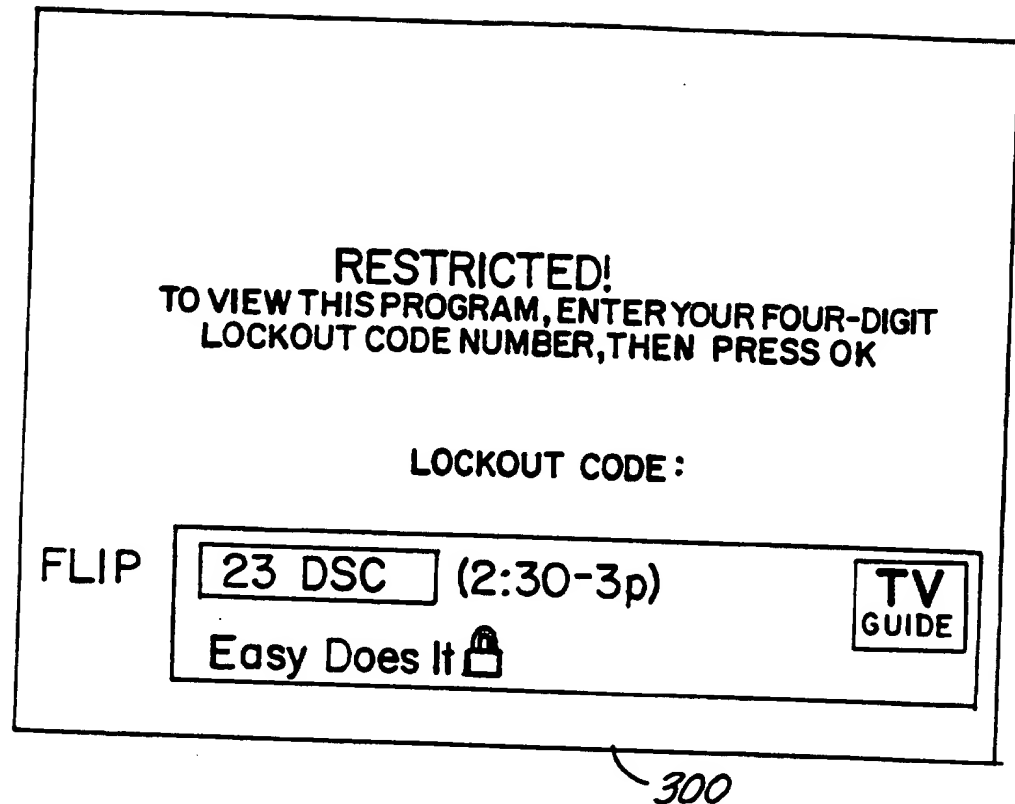 RESTRICTED!
TO VIEW THIS PROGRAM, ENTER YOUR FOUR-DIGIT
LOCKOUT CODE NUMBER, THEN PRESS OK
LOCKOUT CODE:
FLIP
23 DSC (2:30-3p)
TV
GUIDE
Easy Does It
300